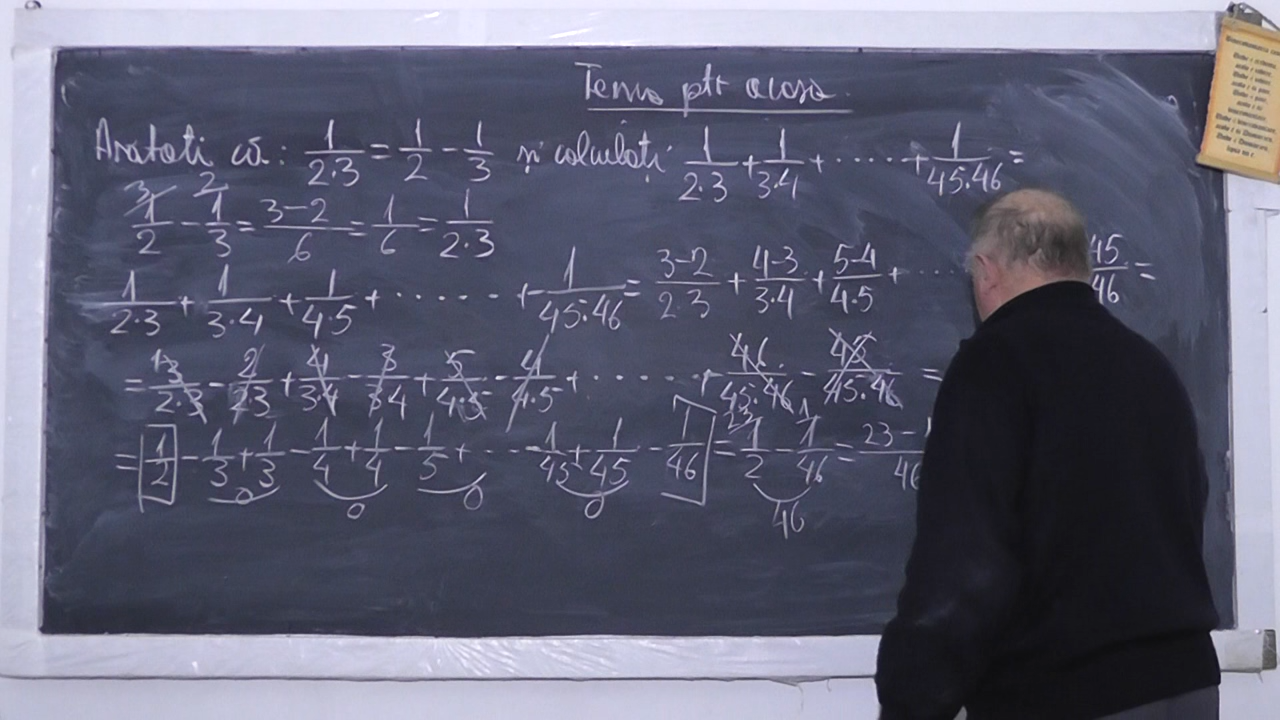 Tema ptr acasă
Arătați că: 1/2·3 = 1/2 - 1/3 și calculați: 1/2·3 + 1/3·4 + ······ + 1/45·46 =
3 2
1/2 - 1/3 = 3-2/6 = 1/6 = 1/2·3
1/2·3 + 1/3·4 + 1/4·5 + ······ + 1/45·46 = 3-2/2·3 + 4-3/3·4 + 5-4/4·5 + ···· 45/46 =
= 3/2·3 - 2/2·3 + 4/3·4 - 3/3·4 + 5/4·5 - 4/4·5 + ······· + 46/45·46 - 45/45·46 =
= 1/2 - 1/3 + 1/3 - 1/4 + 1/4 - 1/5 + ··· - 1/45 + 1/45 - 1/46 = 1/2 - 1/46 = 23-/46
0 0 0 0 46